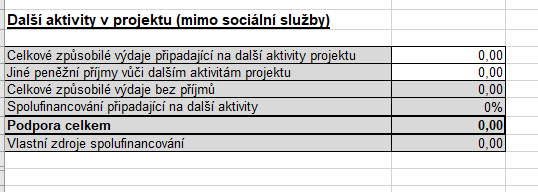 Další aktivity v projektu (mimo sociální služby)
Celkové způsobilé výdaje připadající na další aktivity projektu 0,00
Jiné peněžní příjmy vůči dalším aktivitám projektu 0,00
Celkové způsobilé výdaje bez příjmů 0,00
Spolufinancování připadající na další aktivity 0%
Podpora celkem 0,00
Vlastní zdroje spolufinancování 0,00